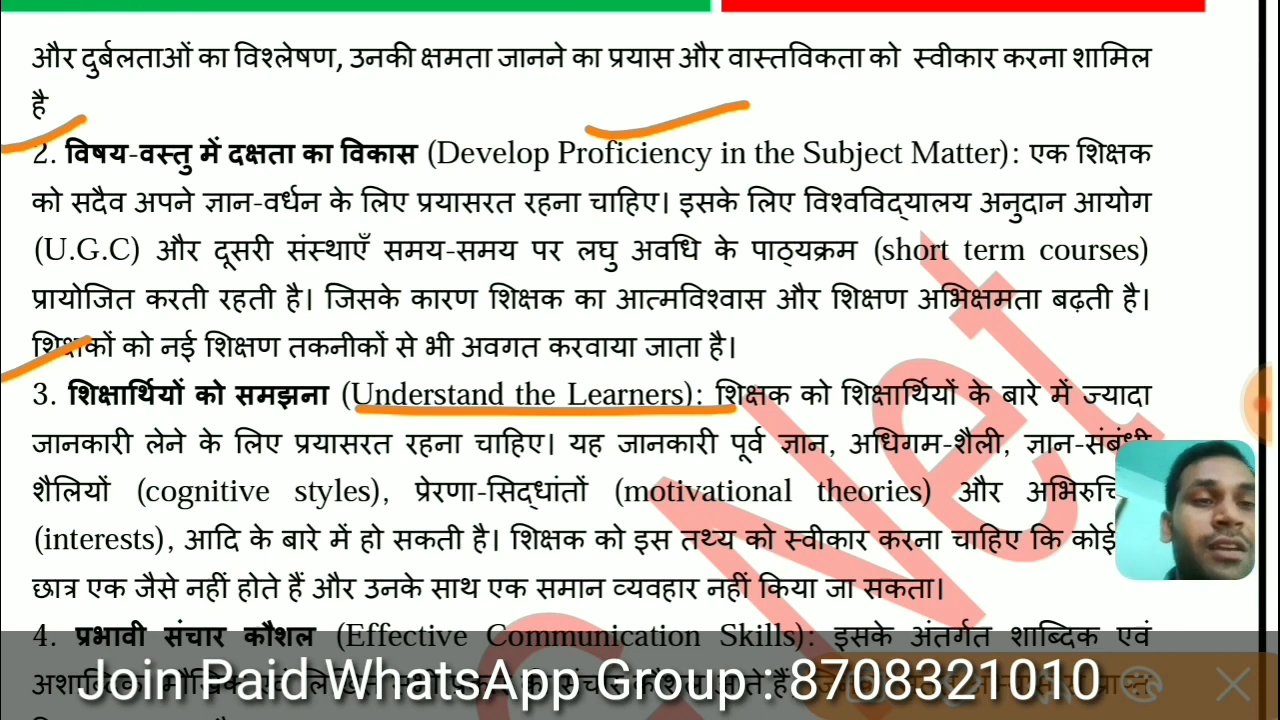 और दुर्बलताओं का विश्लेषण, उनकी क्षमता जानने का प्रयास और वास्तविकता को स्वीकार करना शामिल
है
2. विषय-वस्तु में दक्षता का विकास (Develop Proficiency in the Subject Matter): एक शिक्षक
को सदैव अपने ज्ञान-वर्धन के लिए प्रयासरत रहना चाहिए। इसके लिए विश्वविद्यालय अनुदान आयोग
(U.G.C) और दूसरी संस्थाएँ समय-समय पर लघु अवधि के पाठ्यक्रम (short term courses)
प्रायोजित करती रहती है। जिसके कारण शिक्षक का आत्मविश्वास और शिक्षण अभिक्षमता बढ़ती है।
शिक्षकों को नई शिक्षण तकनीकों से भी अवगत करवाया जाता है।
3. शिक्षार्थियों को समझना (Understand the Learners): शिक्षक को शिक्षार्थियों के बारे में ज्यादा
जानकारी लेने के लिए प्रयासरत रहना चाहिए। यह जानकारी पूर्व ज्ञान, अधिगम-शैली, ज्ञान-संबंधी
शैलियों (cognitive styles), प्रेरणा-सिद्धांतों (motivational theories) और
(interests), आदि के बारे में हो सकती है। शिक्षक को इस तथ्य को स्वीकार करना चाहिए कि कोई
छात्र एक जैसे नहीं होते हैं और उनके साथ एक समान व्यवहार नहीं किया जा सकता।
4. प्रभावी संचार कौशल (Effective Communication Skills): इसके अंतर्गत शाब्दिक एवं
Join Paid WhatsApp Group : 8708321010
Net